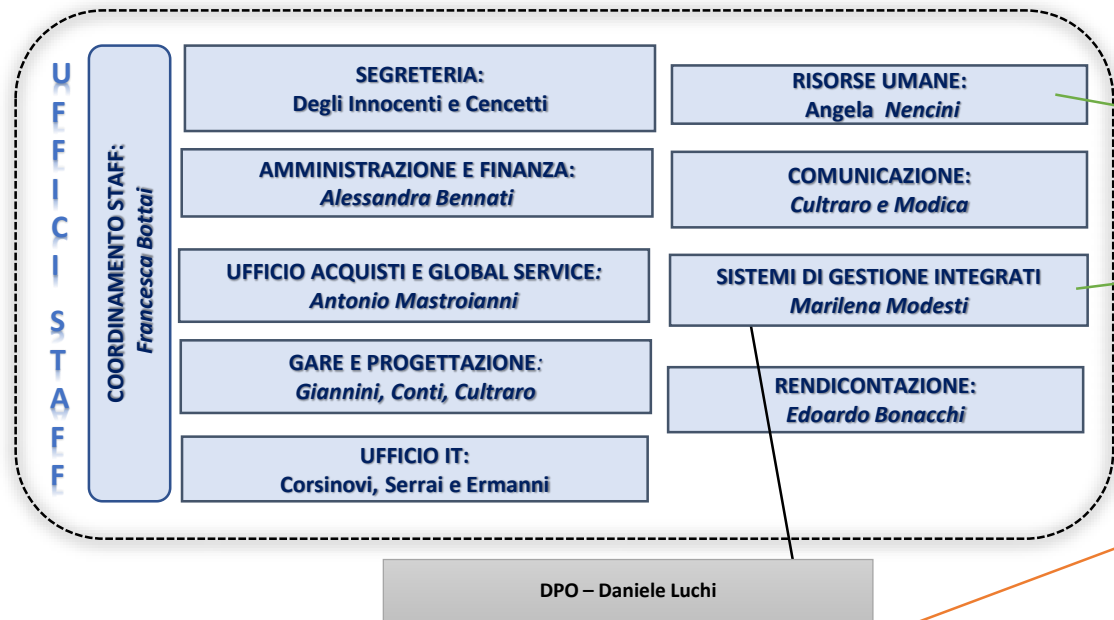 UFFICI STAFF
COORDINAMENTO STAFF:
Francesca Bottai
SEGRETERIA:
Degli Innocenti e Cencetti
AMMINISTRAZIONE E FINANZA:
Alessandra Bennati
UFFICIO ACQUISTI E GLOBAL SERVICE:
Antonio Mastroianni
GARE E PROGETTAZIONE:
Giannini, Conti, Cultraro
UFFICIO IT:
Corsinovi, Serrai e Ermanni
RISORSE UMANE:
Angela Nencini
COMUNICAZIONE:
Cultraro e Modica
SISTEMI DI GESTIONE INTEGRATI
Marilena Modesti
RENDICONTAZIONE:
Edoardo Bonacchi
DPO – Daniele Luchi